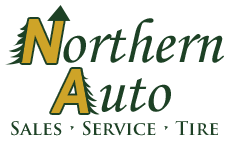 Northern
Auto
Sales · Service · Tire